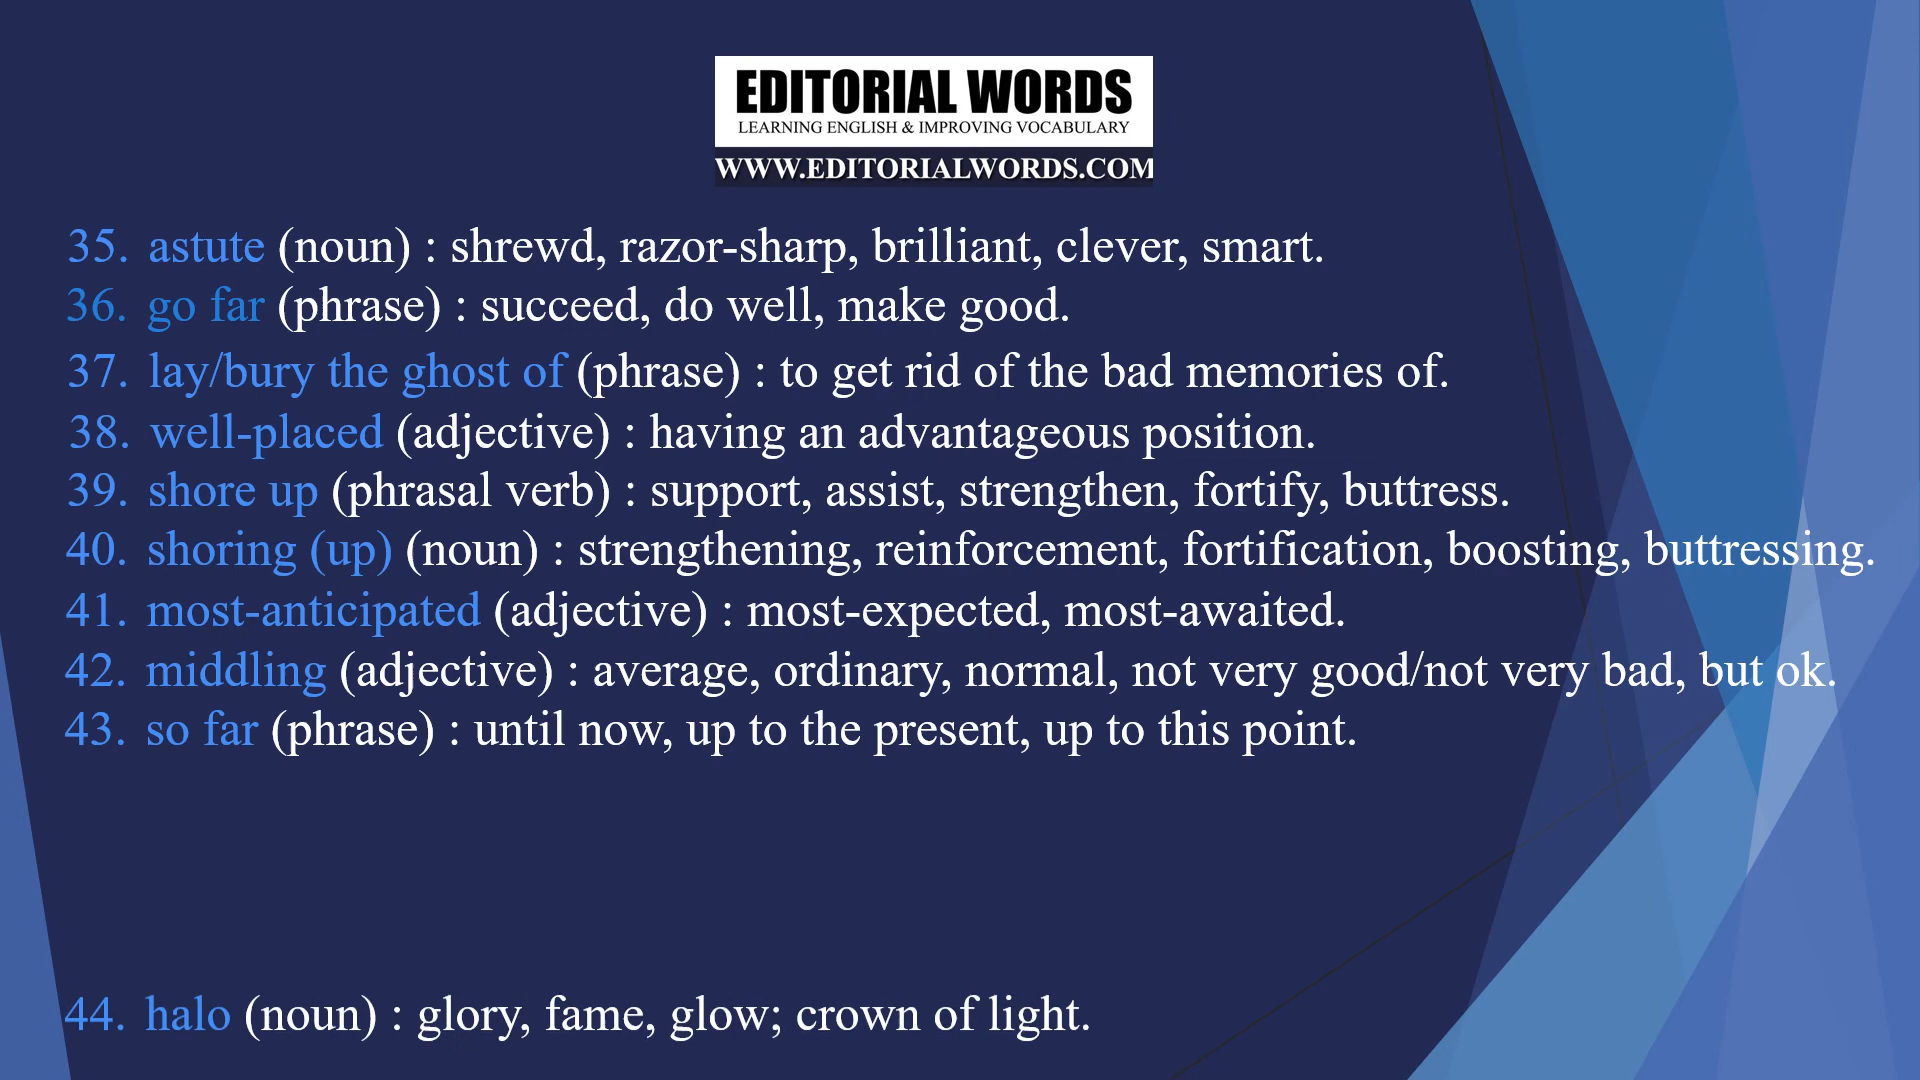 EDITORIAL WORDS
LEARNING ENGLISH & IMPROVING VOCABULARY
WWW.EDITORIALWORDS.COM
35. astute (noun) : shrewd, razor-sharp, brilliant, clever, smart.
36. go far (phrase) : succeed, do well, make good.
37. lay/bury the ghost of (phrase) : to get rid of the bad memories of.
38. well-placed (adjective) : having an advantageous position.
39. shore up (phrasal verb) : support, assist, strengthen, fortify, buttress.
40. shoring (up) (noun) : strengthening, reinforcement, fortification, boosting, buttressing.
41. most-anticipated (adjective) : most-expected, most-awaited.
42. middling (adjective) : average, ordinary, normal, not very good/not very bad, but ok.
43. so far (phrase) : until now, up to the present, up to this point.
44. halo (noun) : glory, fame, glow; crown of light.